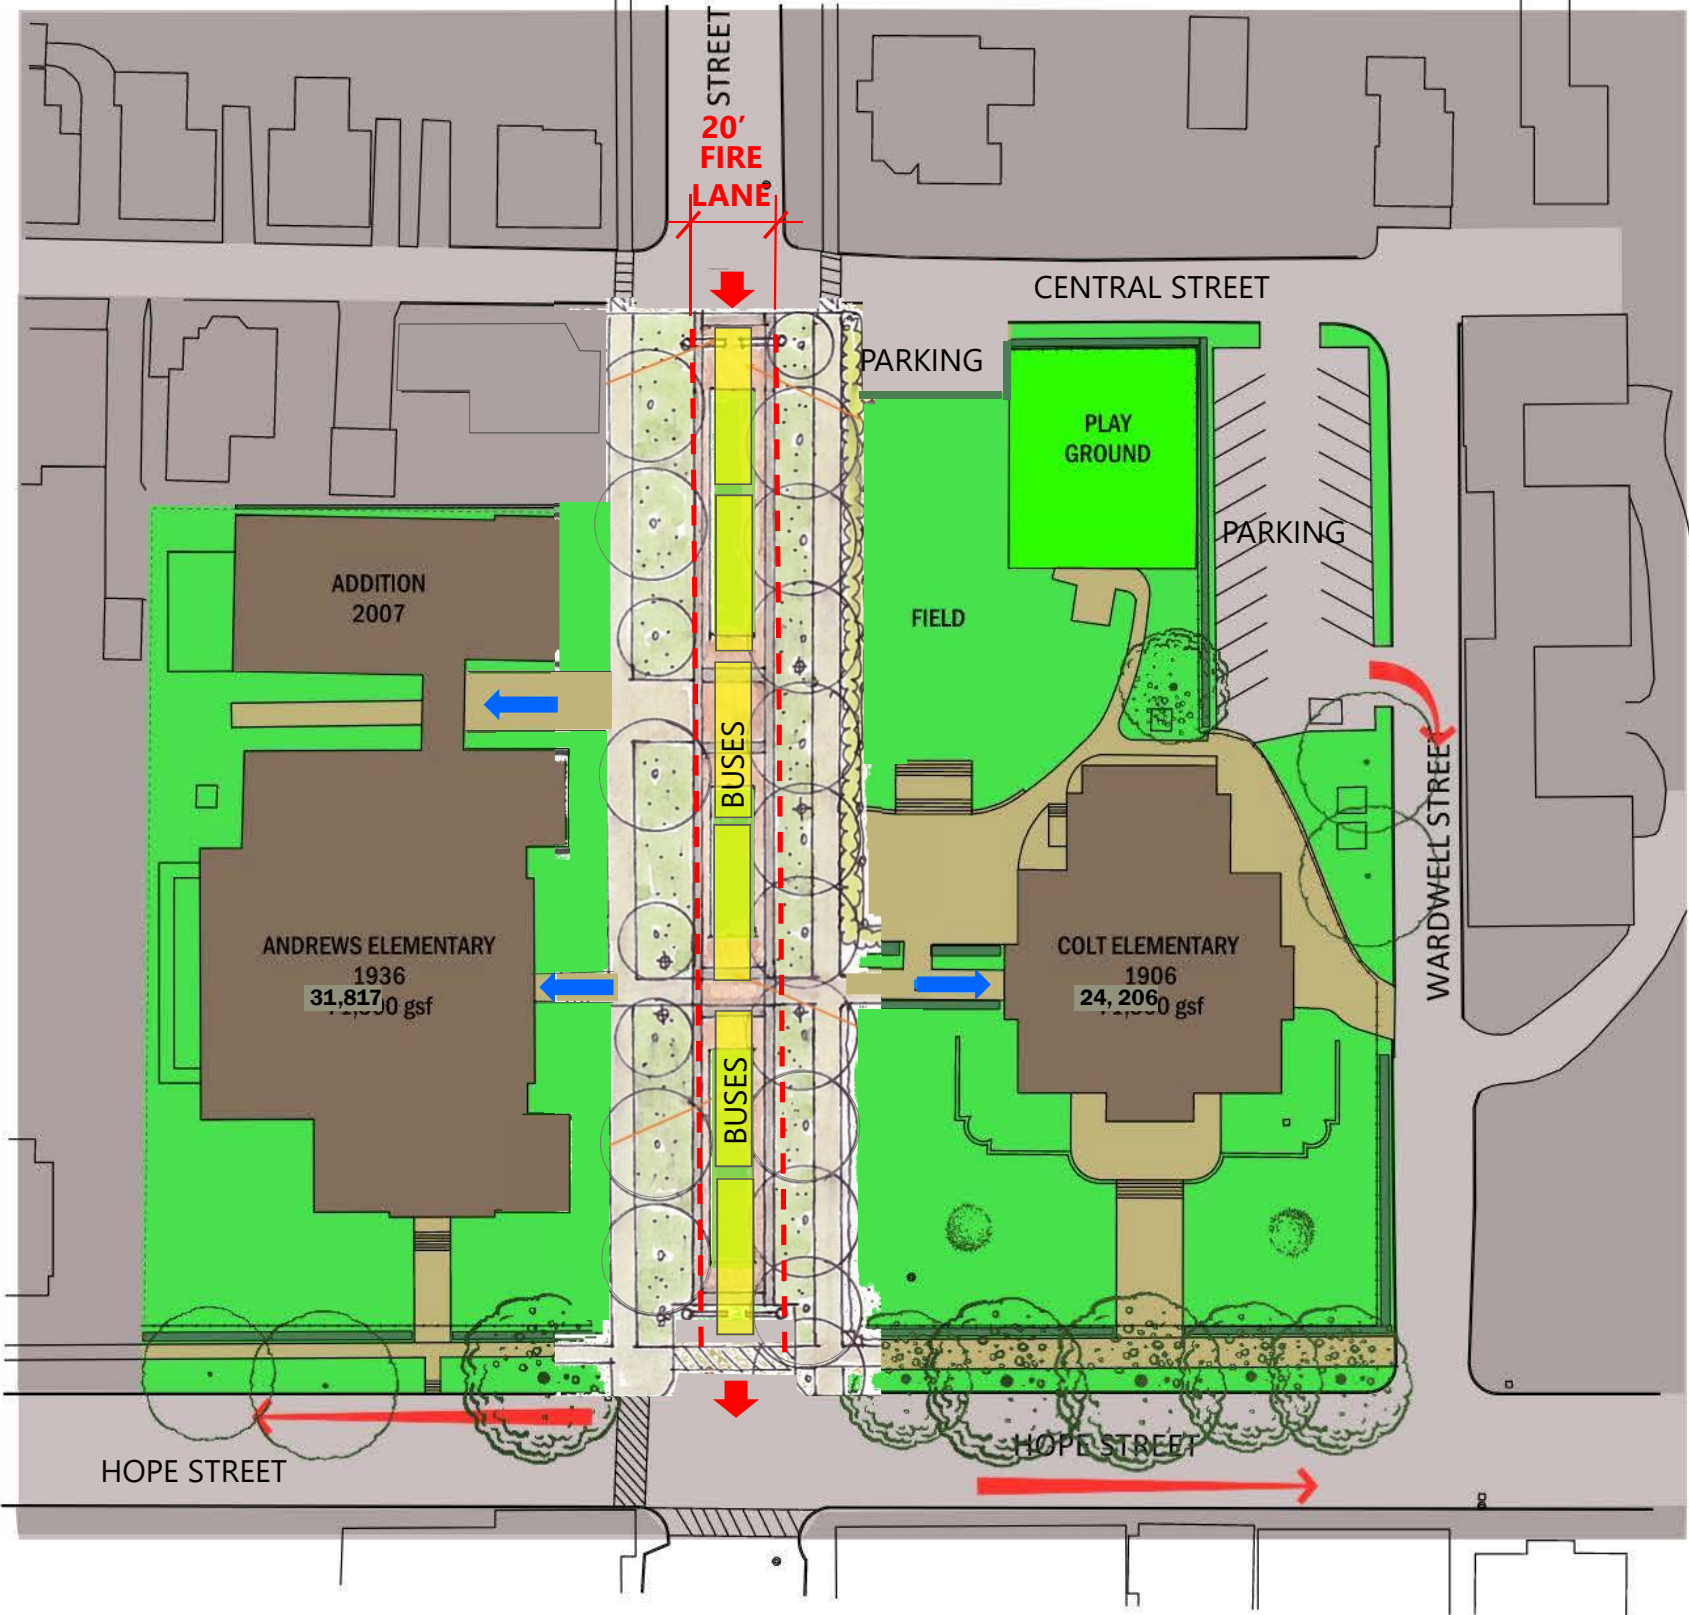 STREET
20'
FIRE
LANE
CENTRAL STREET
PARKING
PLAY
GROUND
PARKING
ADDITION
2007
FIELD
BUSES
WARDWELL STREET
ANDREWS ELEMENTARY
1936
31,817 gsf
COLT ELEMENTARY
1906
24, 206 gsf
BUSES
HOPE STREET
HOPE STREET